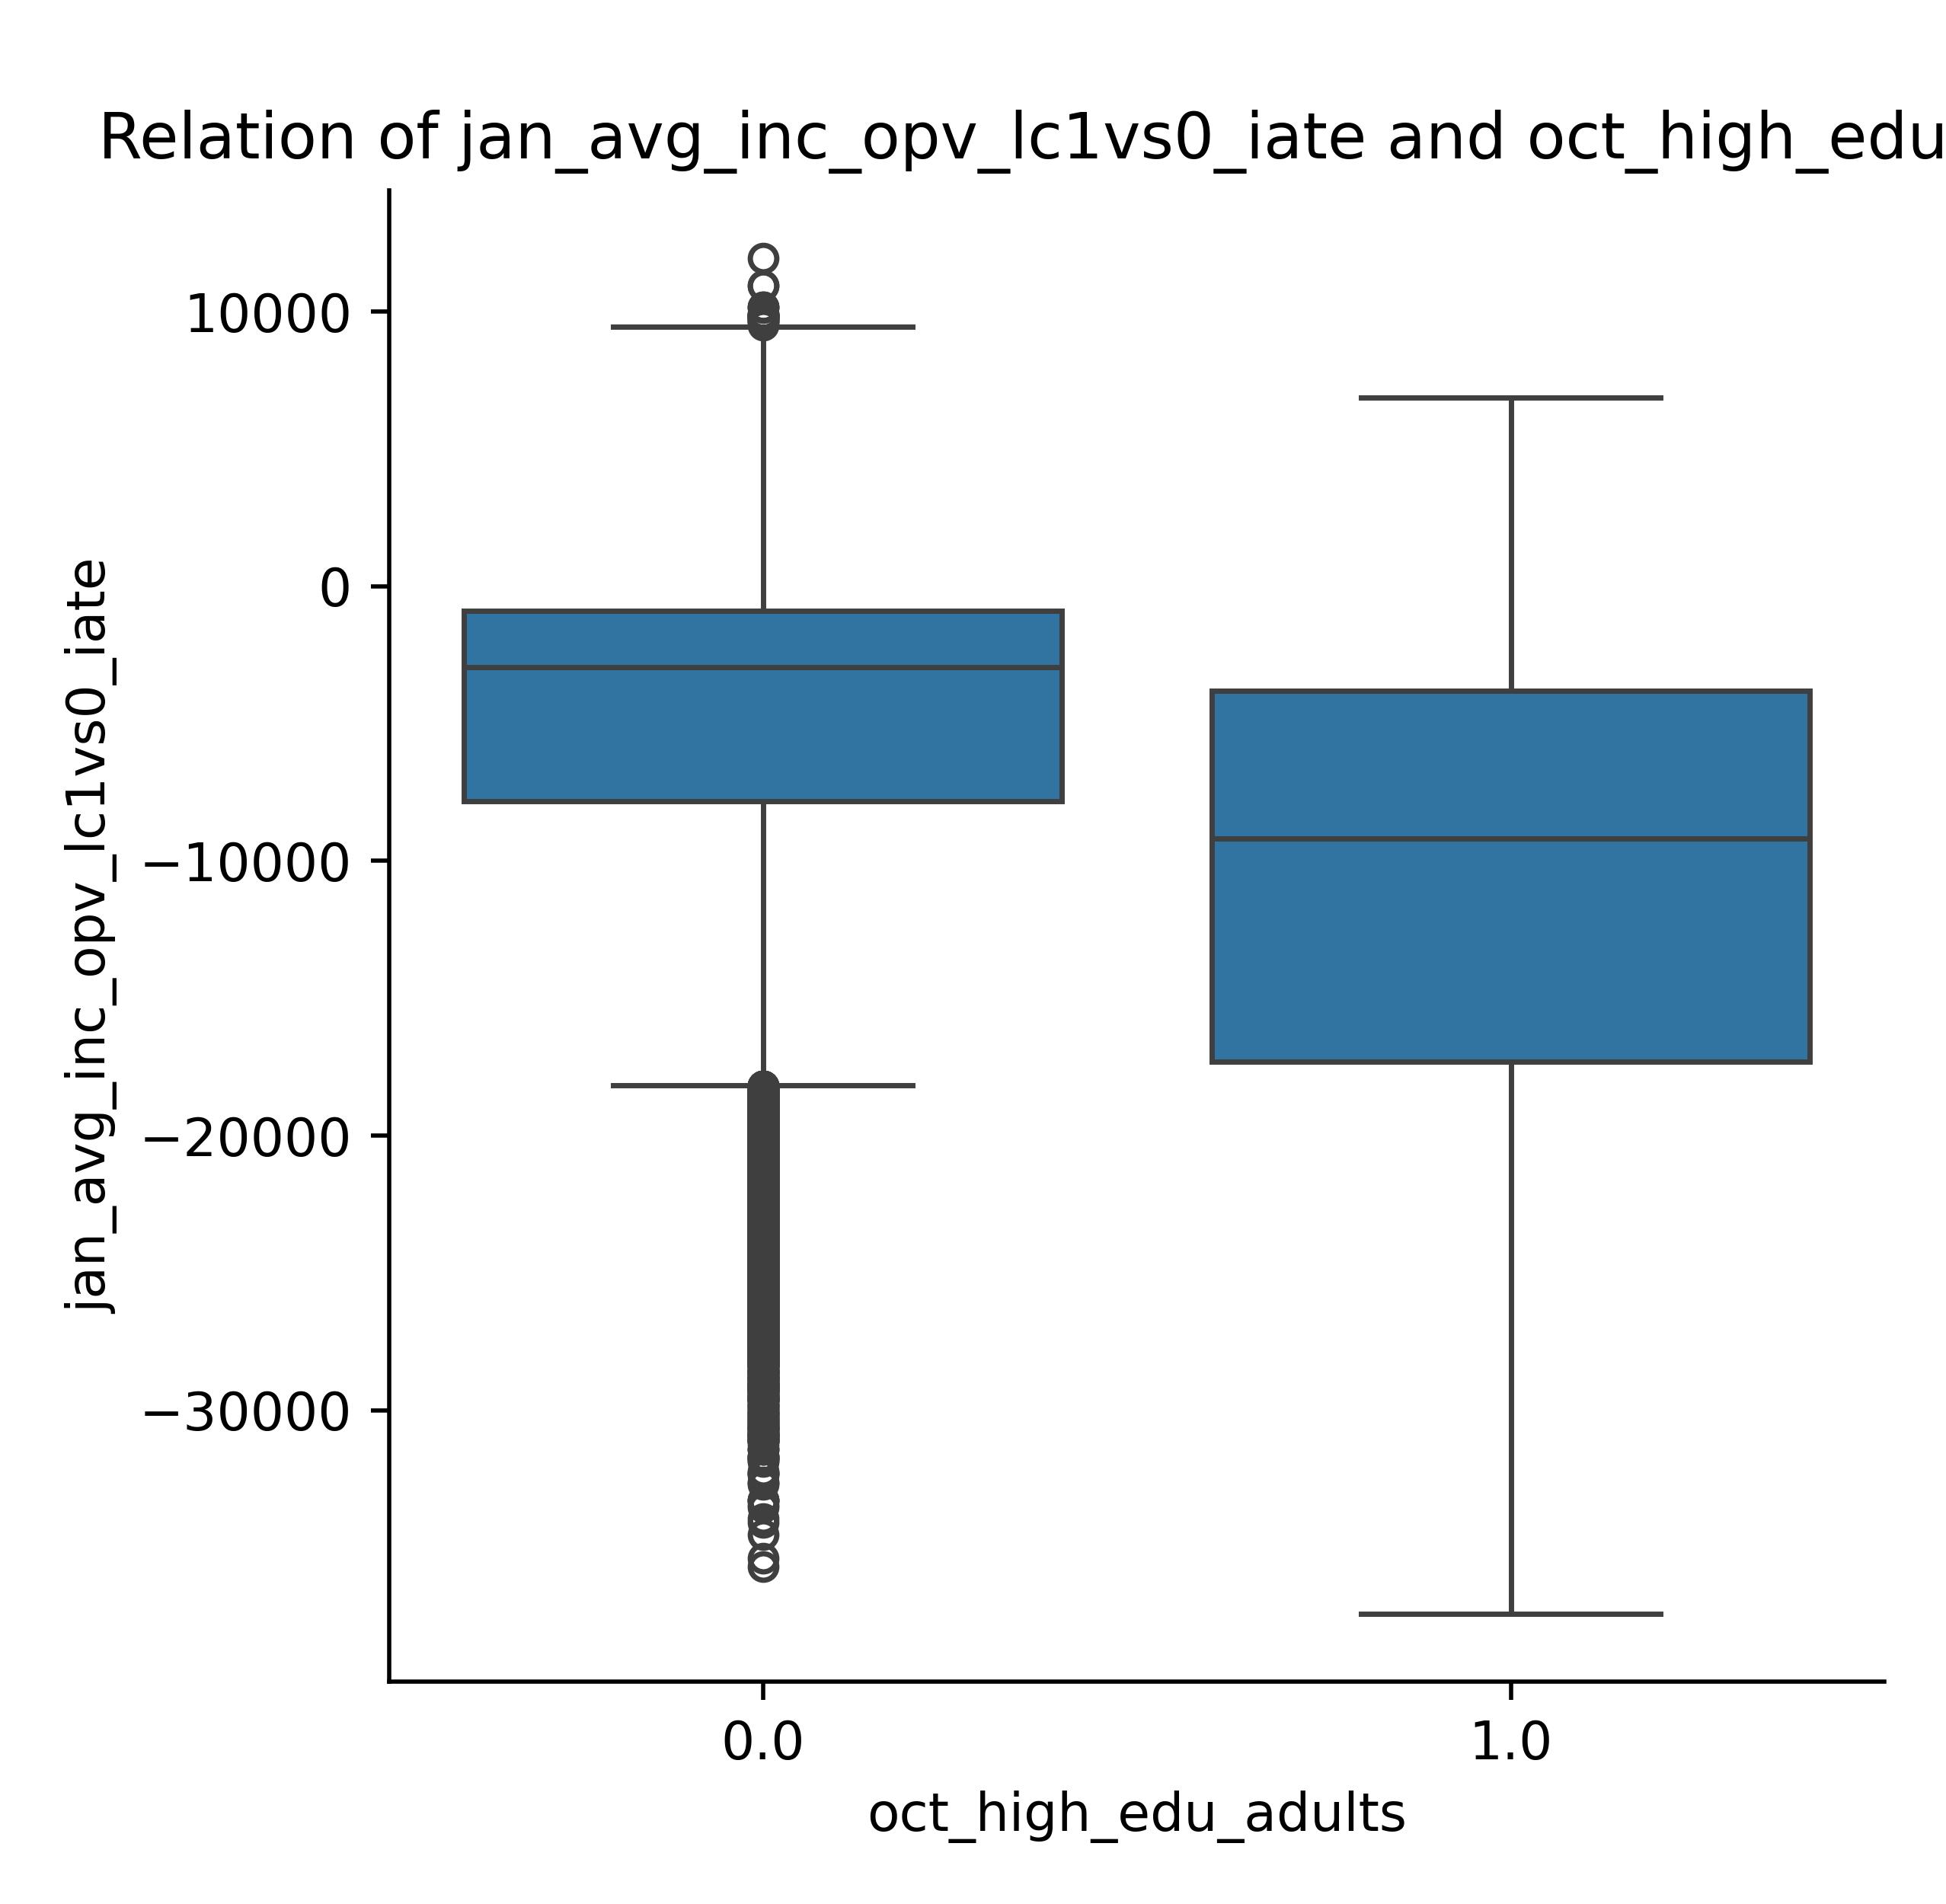 Relation of jan_avg_inc_opv_lc1vs0_iate and oct_high_edu
jan_avg_inc_opv_lc1vs0_iate
10000
0
−10000
−20000
−30000
0.0 1.0
oct_high_edu_adults